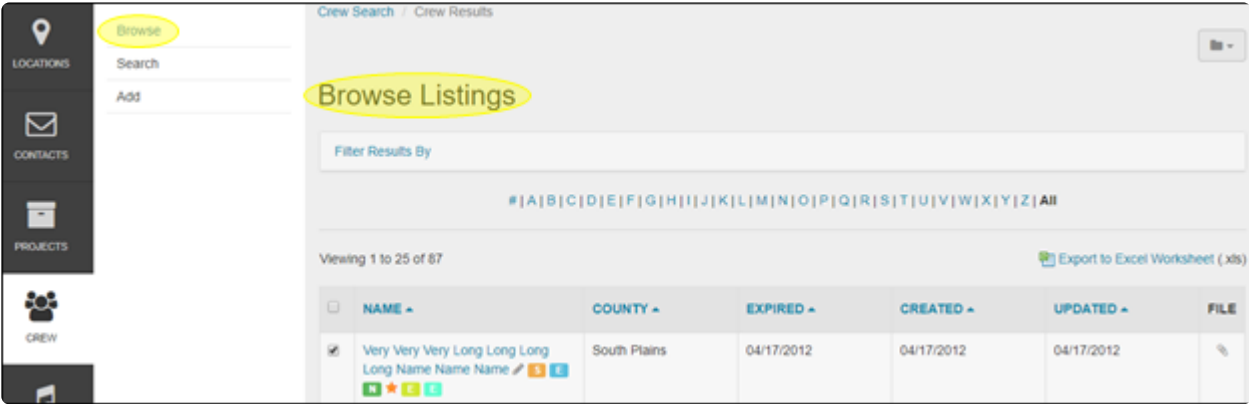 LOCATIONS
CONTACTS
PROJECTS
CREW
Browse
Search
Add
Crew Search / Crew Results
Browse Listings
Filter Results By
# | A | B | C | D | E | F | G | H | I | J | K | L | M | N | O | P | Q | R | S | T | U | V | W | X | Y | Z | All
Viewing 1 to 25 of 87
Export to Excel Worksheet (.xls)
NAME COUNTY EXPIRED CREATED UPDATED FILE
Very Very Very Long Long Long South Plains 04/17/2012 04/17/2012 04/17/2012
Long Name Name Name S E
N E E